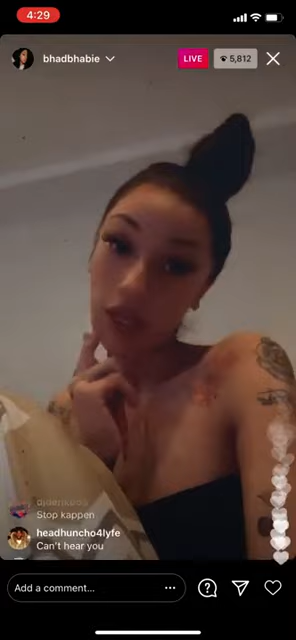 4:29
bhadbhabie
LIVE
5,812
Stop kappen
headhuncho4lyfe
Can't hear you
Add a comment...